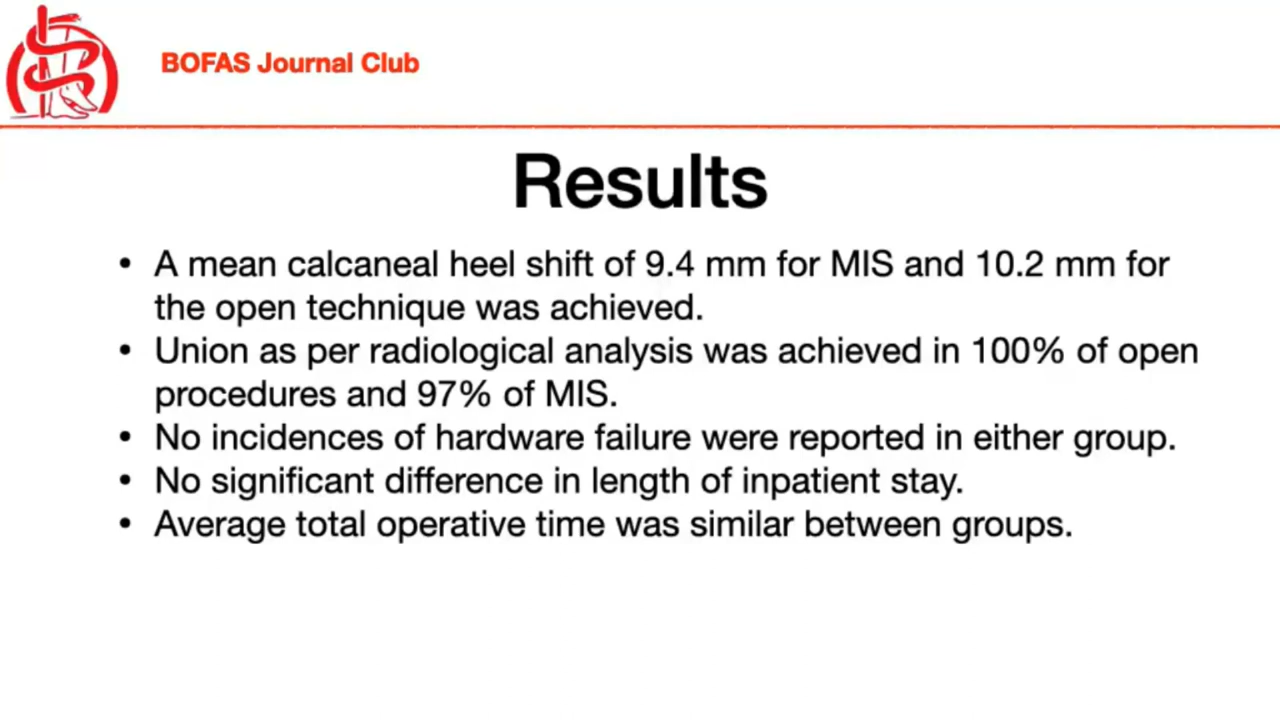 BOFAS Journal Club
Results
• A mean calcaneal heel shift of 9.4 mm for MIS and 10.2 mm for
the open technique was achieved.
• Union as per radiological analysis was achieved in 100% of open
procedures and 97% of MIS.
• No incidences of hardware failure were reported in either group.
• No significant difference in length of inpatient stay.
• Average total operative time was similar between groups.